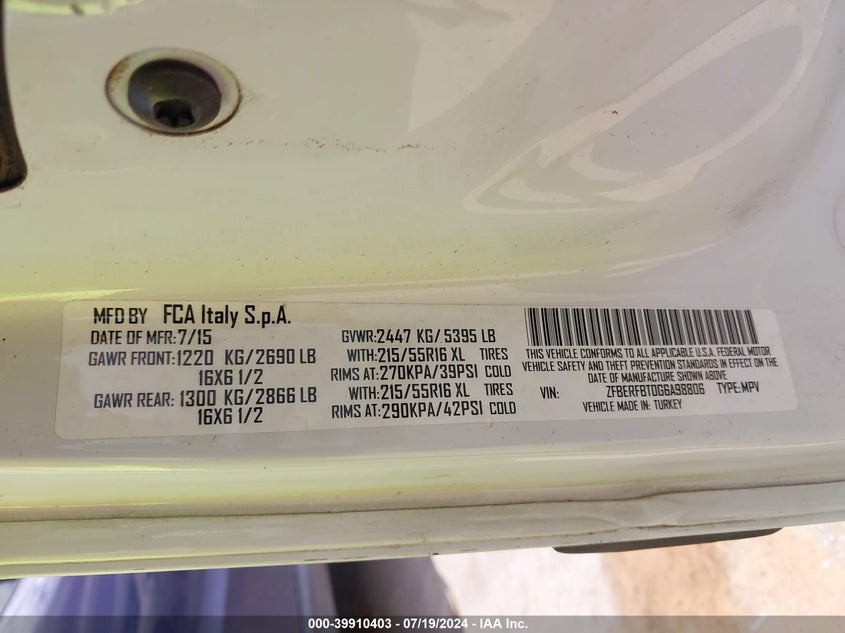 MFD BY FCA Italy S.p.A.
DATE OF MFR:7/15 GVWR:2447 KG/5395 LB
GAWR FRONT:1220 KG/2690 LB WITH:215/55R16 XL TIRES
16X6 1/2 RIMS AT:270KPA/39PSI COLD
GAWR REAR: 1300 KG/2866 LB WITH:215/55R16 XL TIRES
16X6 1/2 RIMS AT:290KPA/42PSI COLD
THIS VEHICLE CONFORMS TO ALL APPLICABLE U.S.A. FEDERAL MOTOR
VEHICLE SAFETY AND THEFT PREVENTION STANDARDS IN EFFECT ON THE
DATE OF MANUFACTURE SHOWN ABOVE
VIN: ZFBERFBT0G6A98806 TYPE:MPV
VEHICLE MADE IN: TURKEY
000-39910403 - 07/19/2024 - IAA Inc.